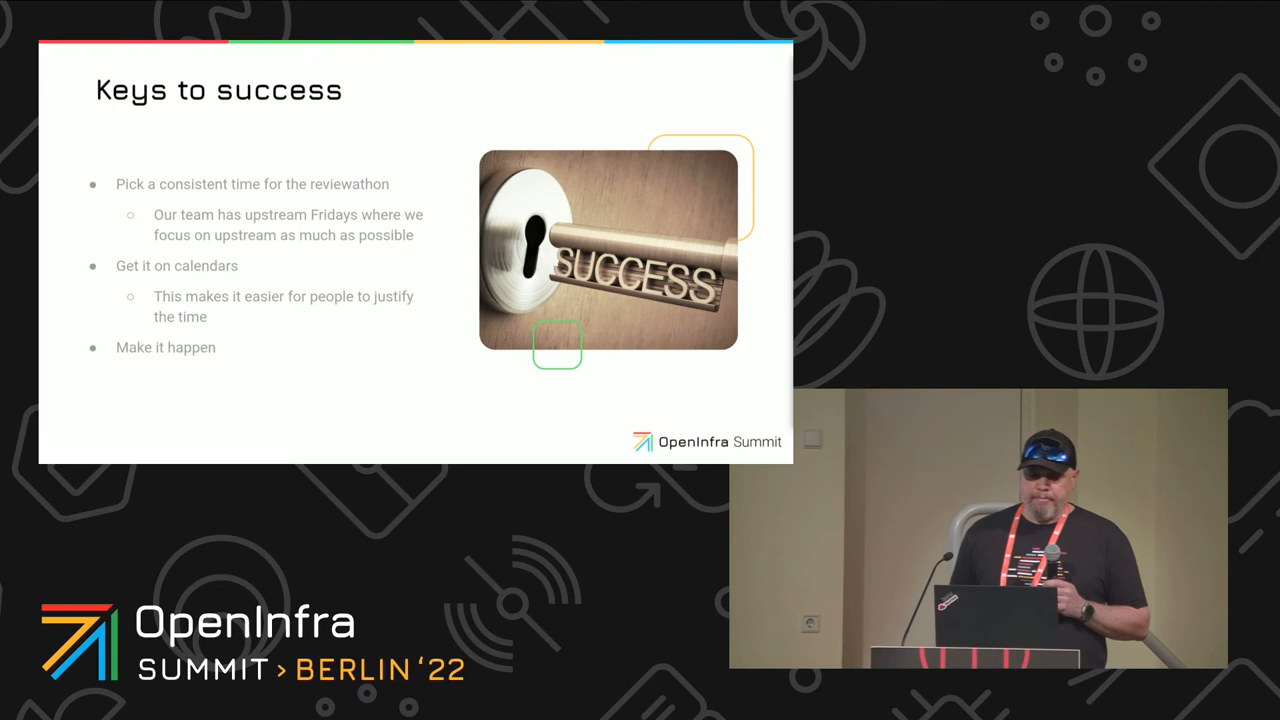 Keys to success
● Pick a consistent time for the reviewathon
○ Our team has upstream Fridays where we
focus on upstream as much as possible
● Get it on calendars
○ This makes it easier for people to justify
the time
● Make it happen
SUCCESS
OpenInfra Summit
OpenInfra
SUMMIT > BERLIN ‘22